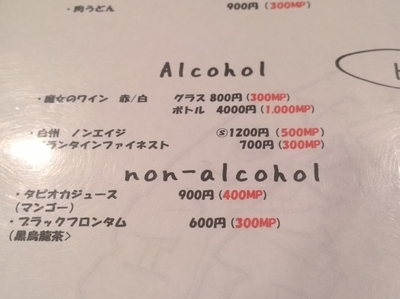 ・肉うどん 900円(300MP)
Alcohol
・魔女のワイン 赤/白 グラス 800円(300MP)
ボトル 4000円(1.000MP)
・白州 ノンエイジ Ⓢ1200円(500MP)
ランタインファイネスト 700円(300MP)
non-alcohol
・タピオカジュース 900円(400MP)
(マンゴー)
・ブラックフロンタム 600円(300MP)
(黒烏龍茶>